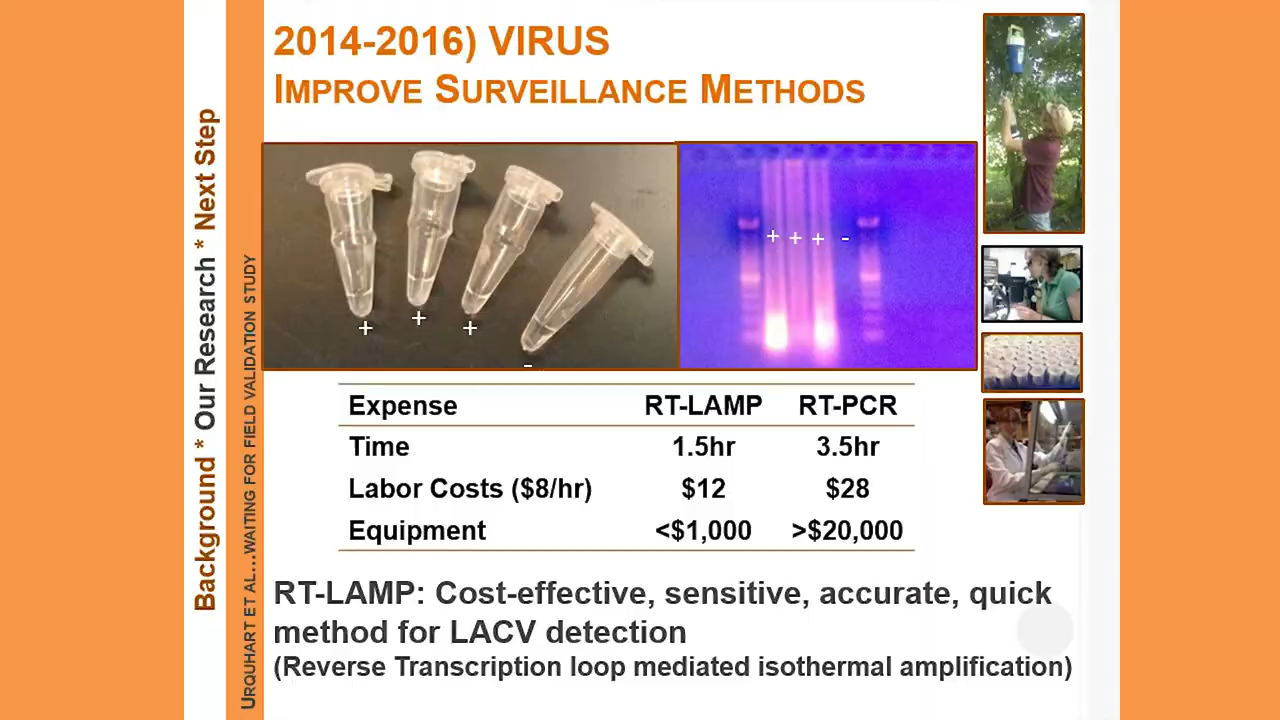 2014-2016) VIRUS
IMPROVE SURVEILLANCE METHODS
Background * Our Research * Next Step
URQUHART ET AL...WAITING FOR FIELD VALIDATION STUDY
+ + + -
+ + + -
Expense RT-LAMP RT-PCR
Time 1.5hr 3.5hr
Labor Costs ($8/hr) $12 $28
Equipment <$1,000 >$20,000
RT-LAMP: Cost-effective, sensitive, accurate, quick
method for LACV detection
(Reverse Transcription loop mediated isothermal amplification)